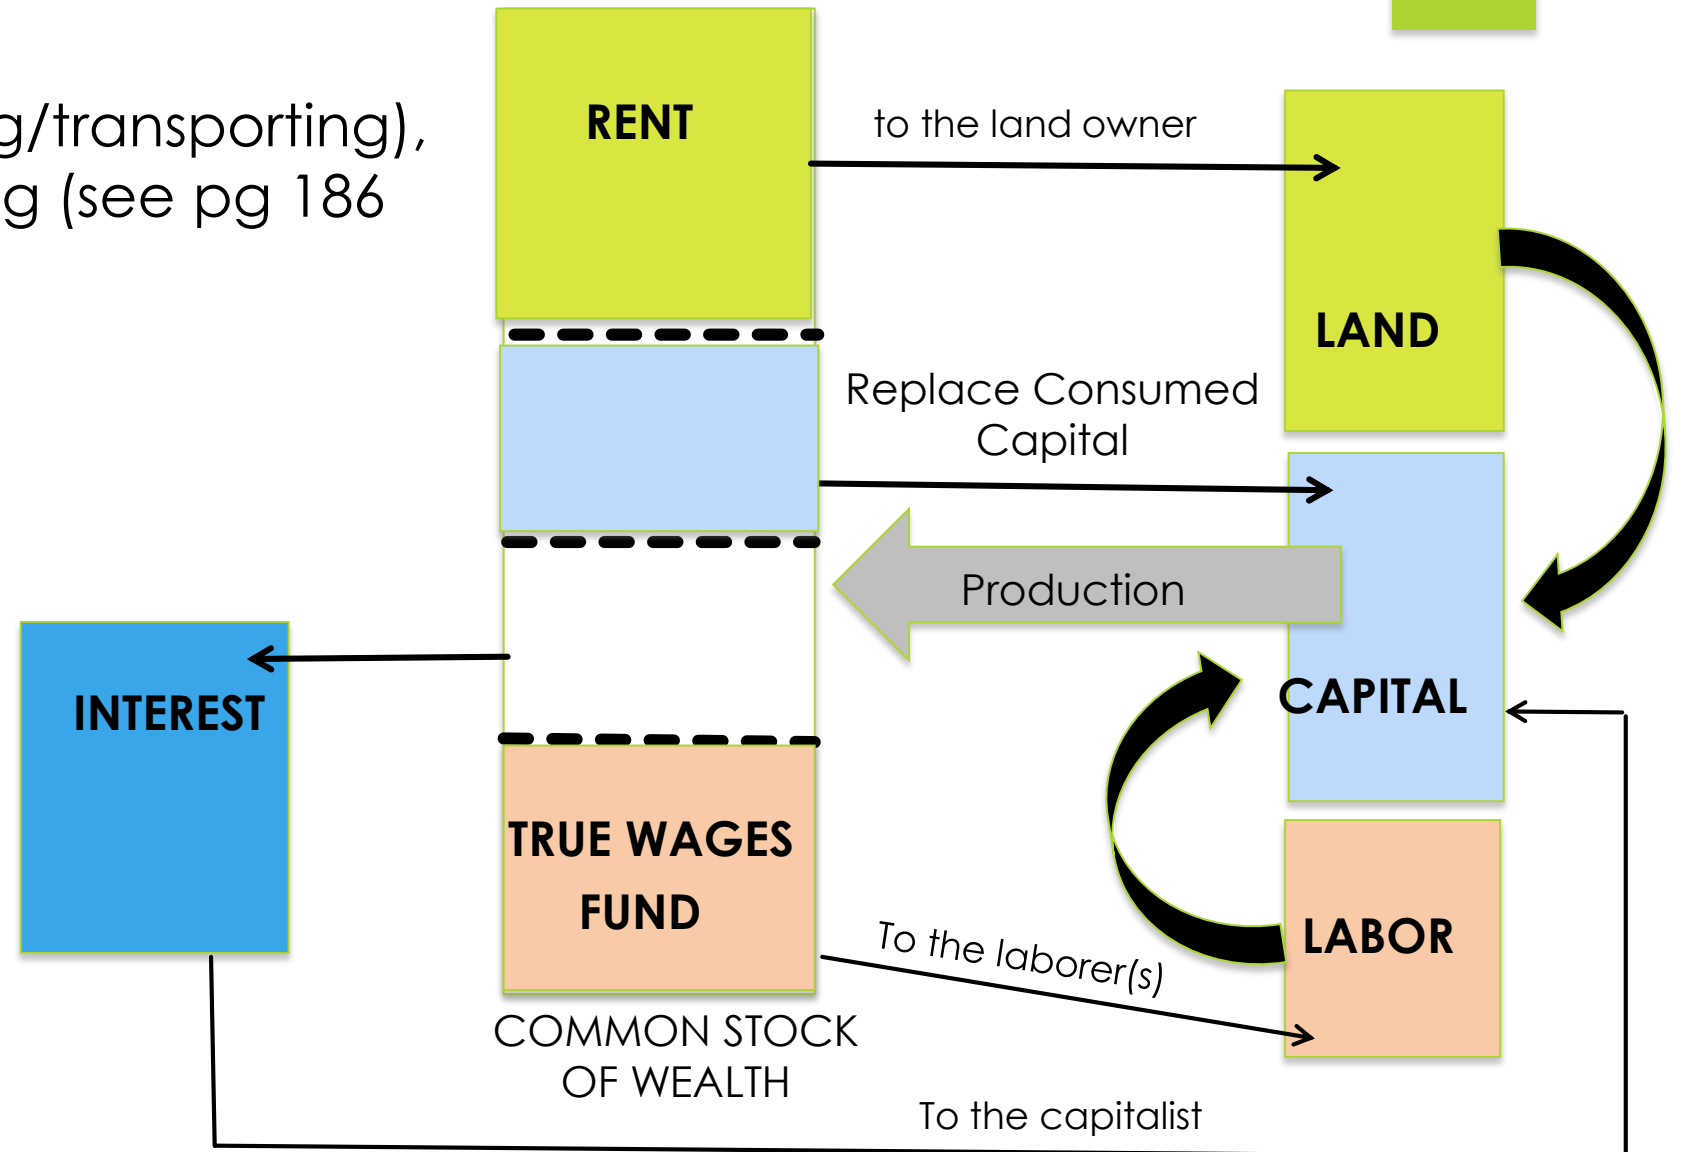 g/transporting),
g (see pg 186
RENT
to the land owner
LAND
Replace Consumed
Capital
Production
INTEREST
CAPITAL
TRUE WAGES
FUND
To the laborer(s)
LABOR
COMMON STOCK
OF WEALTH
To the capitalist